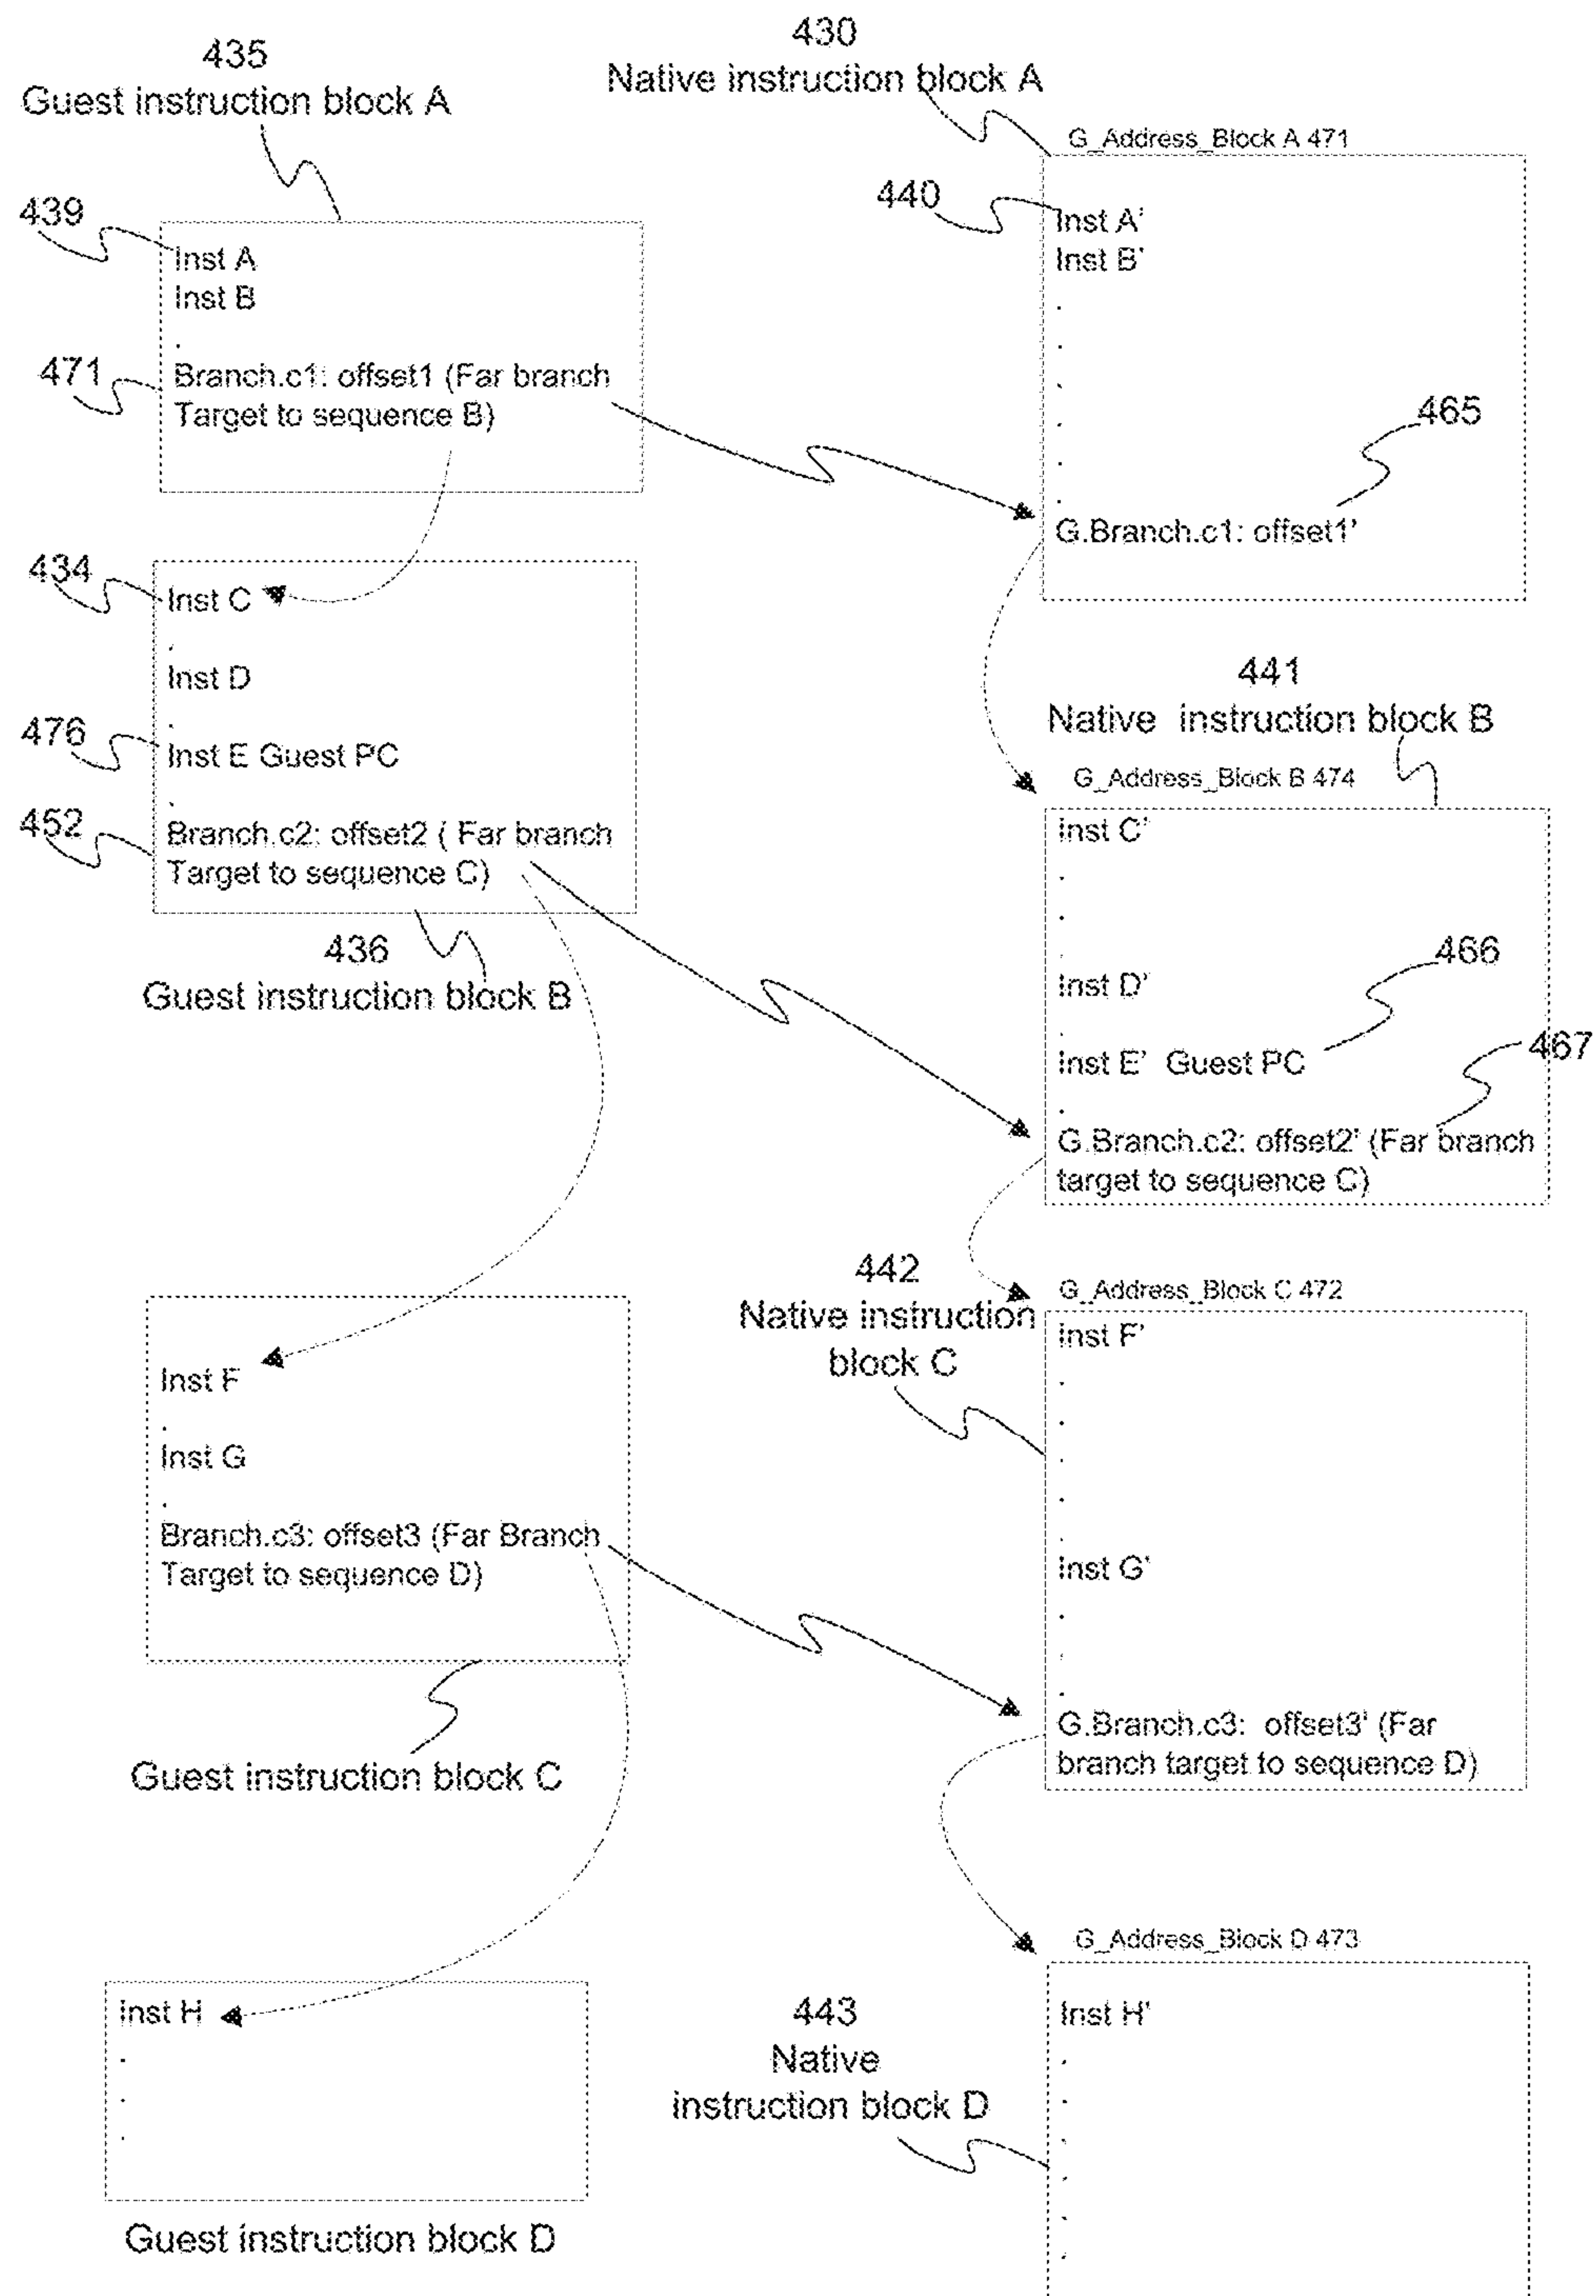 435
Guest instruction block A
430
Native instruction block A
G_Address_Block A 471
439
Inst A
Inst B
.
471
Branch.c1: offset1 (Far branch
Target to sequence B)
440
Inst A'
Inst B'
.
.
.
.
.
.
465
G.Branch.c1: offset1'
434
Inst C
.
Inst D
.
476
Inst E Guest PC
.
452
Branch.c2: offset2 ( Far branch
Target to sequence C)
436
Guest instruction block B
441
Native instruction block B
G_Address_Block B 474
Inst C'
.
.
.
Inst D'
.
466
Inst E' Guest PC
.
467
G.Branch.c2: offset2' (Far branch
target to sequence C)
Inst F
.
Inst G
.
Branch.c3: offset3 (Far Branch
Target to sequence D)
Guest instruction block C
442
Native instruction
block C
G_Address_Block C 472
Inst F'
.
.
.
.
.
Inst G'
.
.
.
G.Branch.c3: offset3' (Far
branch target to sequence D)
Inst H
.
.
.
Guest instruction block D
443
Native
instruction block D
G_Address_Block D 473
Inst H'
.
.
.
.
.
.